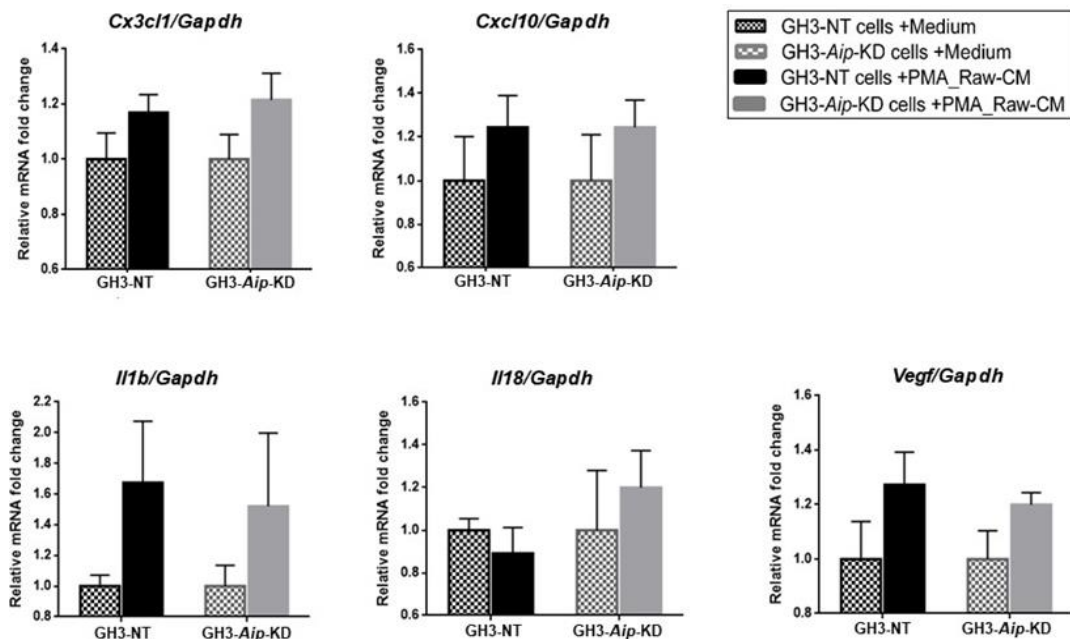 Cx3cl1/Gapdh
Relative mRNA fold change
1.4
1.2
1.0
0.8
0.6
GH3-NT
GH3-Aip-KD
Cxcl10/Gapdh
Relative mRNA fold change
1.6
1.4
1.2
1.0
0.8
0.6
GH3-NT
GH3-Aip-KD
GH3-NT cells +Medium
GH3-Aip-KD cells +Medium
GH3-NT cells +PMA_Raw-CM
GH3-Aip-KD cells +PMA_Raw-CM
Il1b/Gapdh
Relative mRNA fold change
2.2
2.0
1.8
1.6
1.4
1.2
1.0
0.8
GH3-NT
GH3-Aip-KD
Il18/Gapdh
Relative mRNA fold change
1.6
1.4
1.2
1.0
0.8
0.6
GH3-NT
GH3-Aip-KD
Vegf/Gapdh
Relative mRNA fold change
1.6
1.4
1.2
1.0
0.8
GH3-NT
GH3-Aip-KD